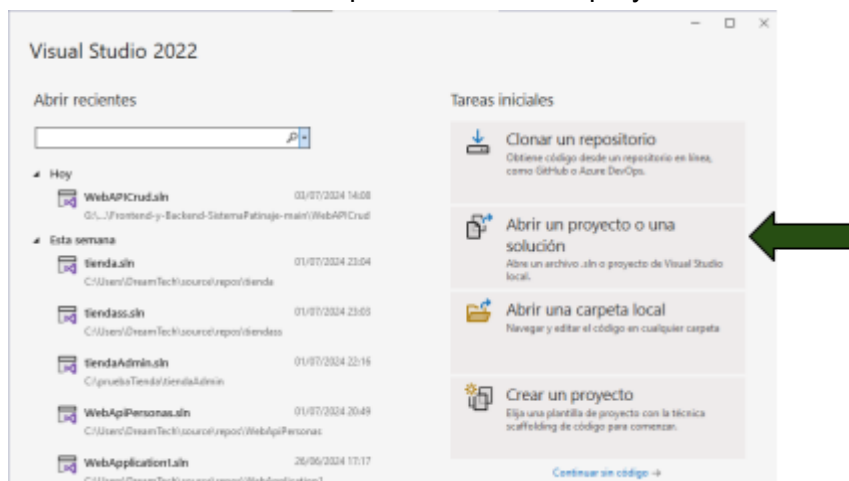 Visual Studio 2022
Abrir recientes
Hoy
WebAPICrud.sln 03/07/2024 14:08
G:\...\Frontend-y-Backend-SistemaPatinaje-main\WebAPICrud
Esta semana
tienda.sln 01/07/2024 23:04
C:\Users\DreamTech\source\repos\tienda
tiendass.sln 01/07/2024 23:03
C:\Users\DreamTech\source\repos\tiendass
tiendaAdmin.sln 01/07/2024 22:16
C:\pruebaTienda\tiendaAdmin
WebApiPersonas.sln 01/07/2024 20:49
C:\Users\DreamTech\source\repos\WebApiPersonas
WebApplication1.sln 26/06/2024 17:17
Tareas iniciales
Clonar un repositorio
Obtiene código desde un repositorio en línea,
como GitHub o Azure DevOps.
Abrir un proyecto o una
solución
Abre un archivo .sln o proyecto de Visual Studio
local.
Abrir una carpeta local
Navegar y editar el código en cualquier carpeta
Crear un proyecto
Elija una plantilla de proyecto con la técnica
scaffolding de código para comenzar.
Continuar sin código →